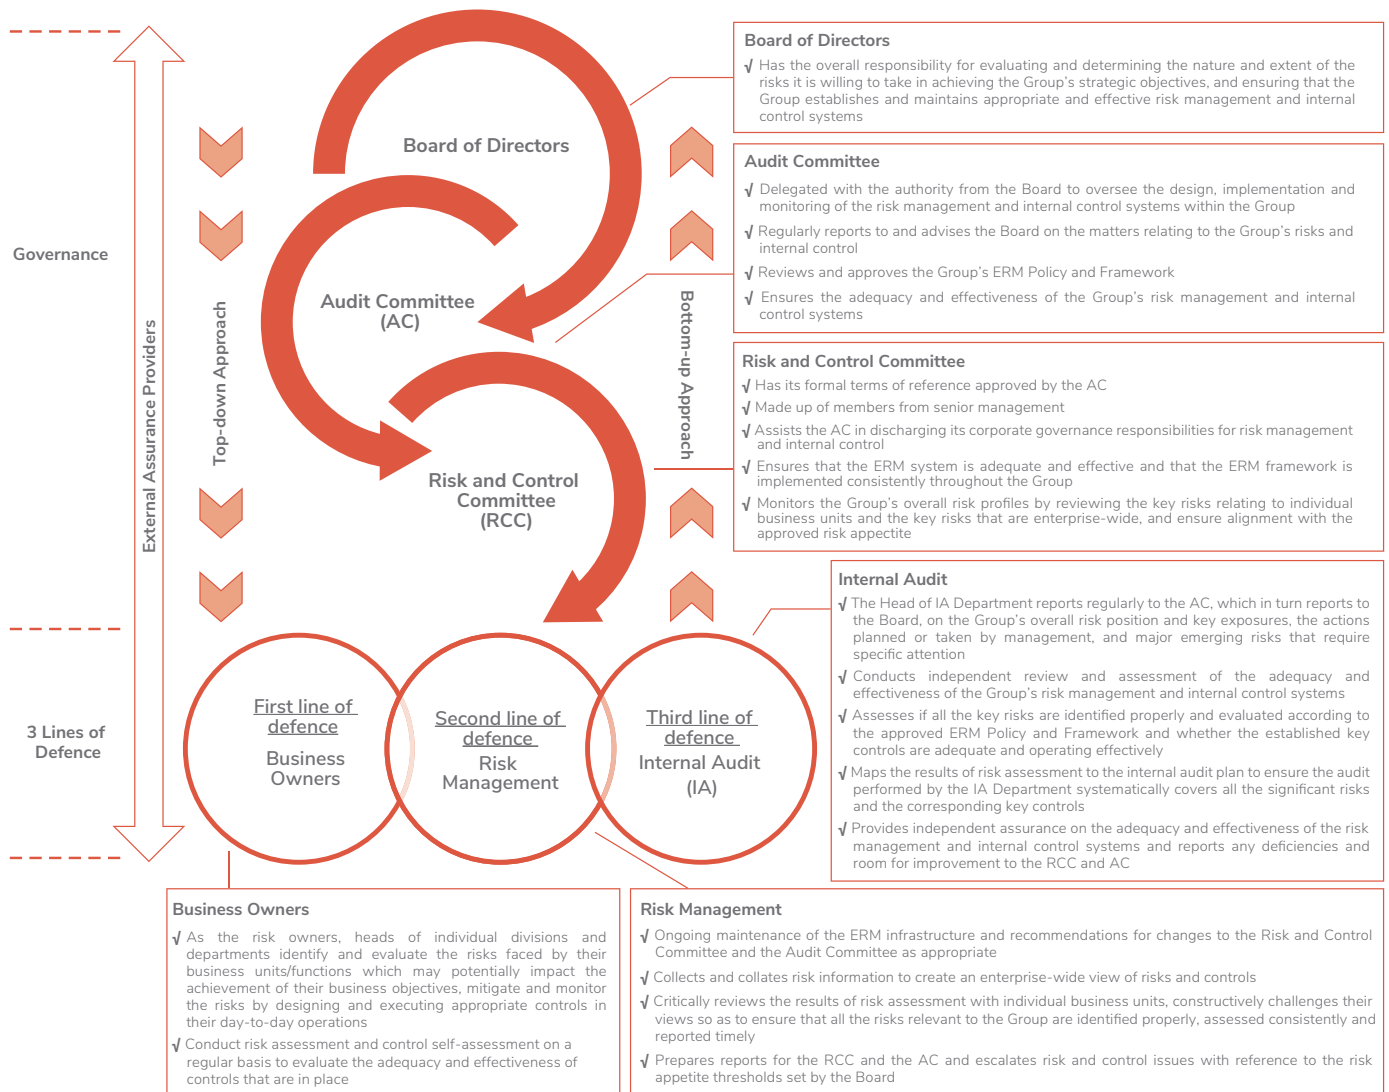 Governance
3 Lines of
Defence
External Assurance Providers
Top-down Approach
Board of Directors
Audit Committee
(AC)
Risk and Control
Committee
(RCC)
Bottom-up Approach
First line of
defence
Business
Owners
Second line of
defence
Risk
Management
Third line of
defence
Internal Audit
(IA)
Board of Directors
√ Has the overall responsibility for evaluating and determining the nature and extent of the
risks it is willing to take in achieving the Group's strategic objectives, and ensuring that the
Group establishes and maintains appropriate and effective risk management and internal
control systems
Audit Committee
√ Delegated with the authority from the Board to oversee the design, implementation and
monitoring of the risk management and internal control systems within the Group
√ Regularly reports to and advises the Board on the matters relating to the Group's risks and
internal control
√ Reviews and approves the Group's ERM Policy and Framework
√ Ensures the adequacy and effectiveness of the Group's risk management and internal
control systems
Risk and Control Committee
√ Has its formal terms of reference approved by the AC
√ Made up of members from senior management
√ Assists the AC in discharging its corporate governance responsibilities for risk management
and internal control
√ Ensures that the ERM system is adequate and effective and that the ERM framework is
implemented consistently throughout the Group
√ Monitors the Group's overall risk profiles by reviewing the key risks relating to individual
business units and the key risks that are enterprise-wide, and ensure alignment with the
approved risk appectite
Internal Audit
√ The Head of IA Department reports regularly to the AC, which in turn reports to
the Board, on the Group's overall risk position and key exposures, the actions
planned or taken by management, and major emerging risks that require
specific attention
√ Conducts independent review and assessment of the adequacy and
effectiveness of the Group's risk management and internal control systems
√ Assesses if all the key risks are identified properly and evaluated according to
the approved ERM Policy and Framework and whether the established key
controls are adequate and operating effectively
√ Maps the results of risk assessment to the internal audit plan to ensure the audit
performed by the IA Department systematically covers all the significant risks
and the corresponding key controls
√ Provides independent assurance on the adequacy and effectiveness of the risk
management and internal control systems and reports any deficiencies and
room for improvement to the RCC and AC
Business Owners
√ As the risk owners, heads of individual divisions and
departments identify and evaluate the risks faced by their
business units/functions which may potentially impact the
achievement of their business objectives, mitigate and monitor
the risks by designing and executing appropriate controls in
their day-to-day operations
√ Conduct risk assessment and control self-assessment on a
regular basis to evaluate the adequacy and effectiveness of
controls that are in place
Risk Management
√ Ongoing maintenance of the ERM infrastructure and recommendations for changes to the Risk and Control
Committee and the Audit Committee as appropriate
√ Collects and collates risk information to create an enterprise-wide view of risks and controls
√ Critically reviews the results of risk assessment with individual business units, constructively challenges their
views so as to ensure that all the risks relevant to the Group are identified properly, assessed consistently and
reported timely
√ Prepares reports for the RCC and the AC and escalates risk and control issues with reference to the risk
appetite thresholds set by the Board